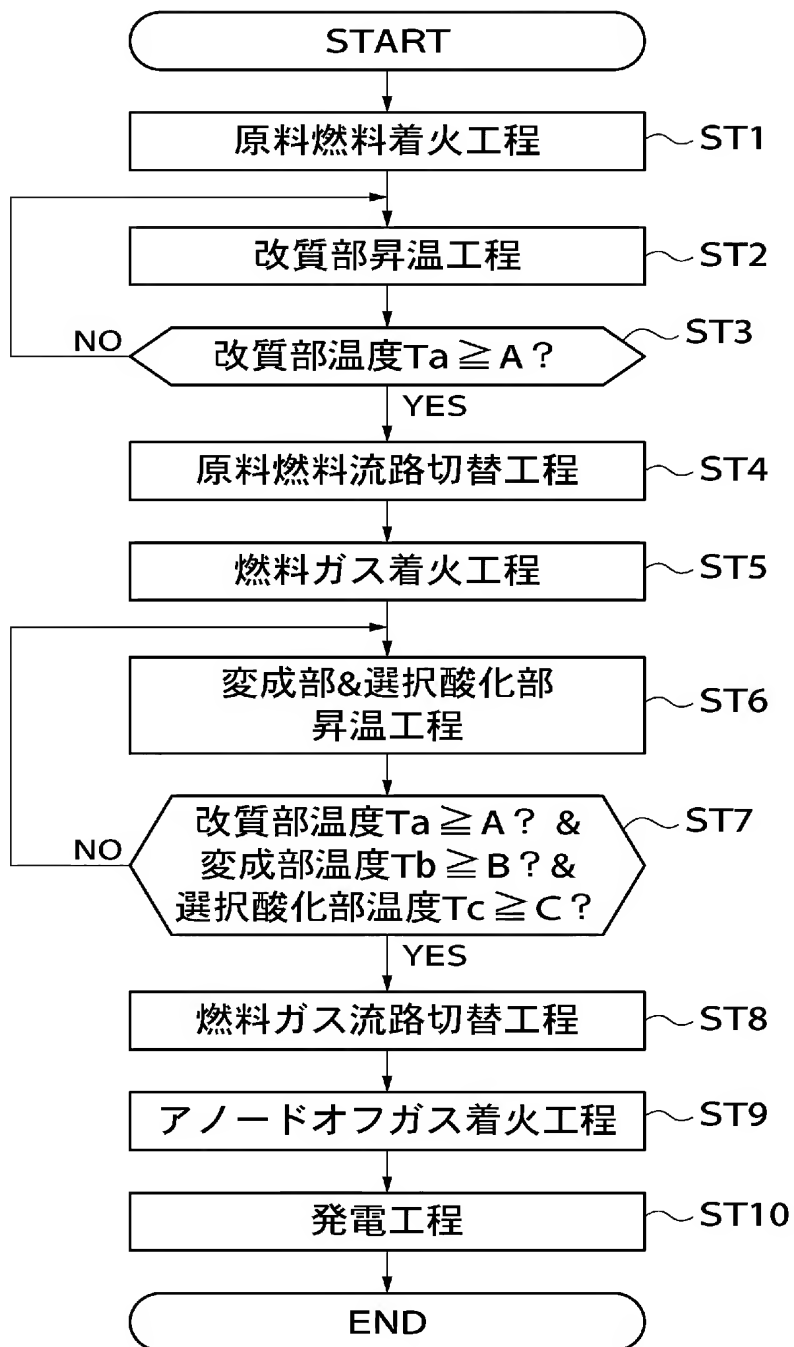 START
原料燃料着火工程
ST1
改質部昇温工程
ST2
改質部温度Ta≧A?
ST3
NO
YES
原料燃料流路切替工程
ST4
燃料ガス着火工程
ST5
変成部&選択酸化部
昇温工程
ST6
改質部温度Ta≧A? &
変成部温度Tb≧B?&
選択酸化部温度Tc≧C?
ST7
NO
YES
燃料ガス流路切替工程
ST8
アノードオフガス着火工程
ST9
発電工程
ST10
END